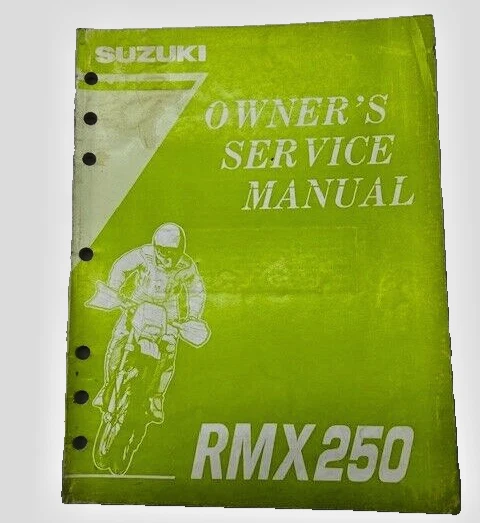 SUZUKI
OWNER'S
SERVICE
MANUAL
RMX250